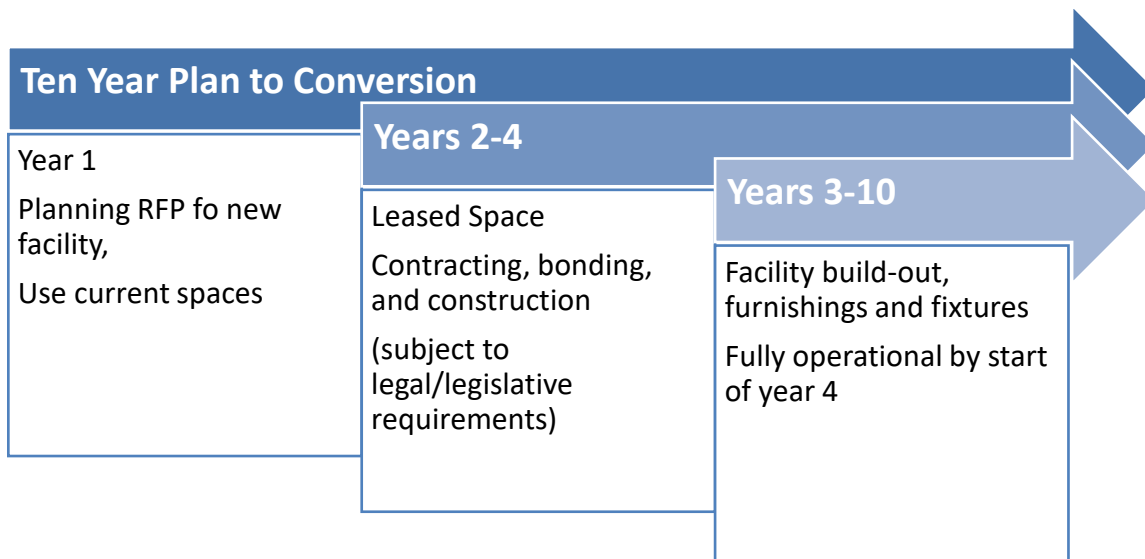 Ten Year Plan to Conversion
Year 1
Planning RFP fo new
facility,
Use current spaces
Years 2-4
Leased Space
Contracting, bonding,
and construction
(subject to
legal/legislative
requirements)
Years 3-10
Facility build-out,
furnishings and fixtures
Fully operational by start
of year 4